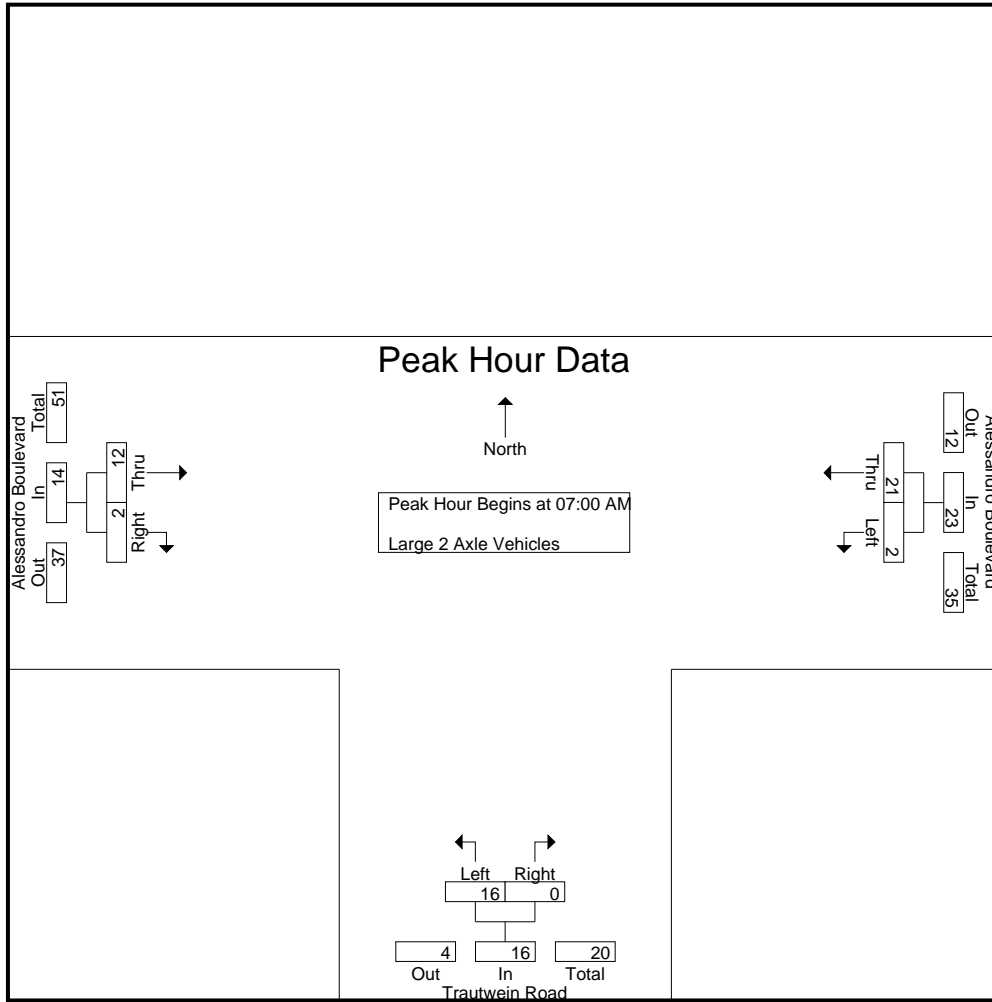 Peak Hour Data
North
Peak Hour Begins at 07:00 AM
Large 2 Axle Vehicles
Alessandro Boulevard
Out
In
Total
37
14
51
Right
Thru
2
12
Alessandro Boulevard
Out
In
Total
12
23
35
Thru
Left
21
2
Left
Right
16
0
4
16
20
Out
In
Total
Trautwein Road